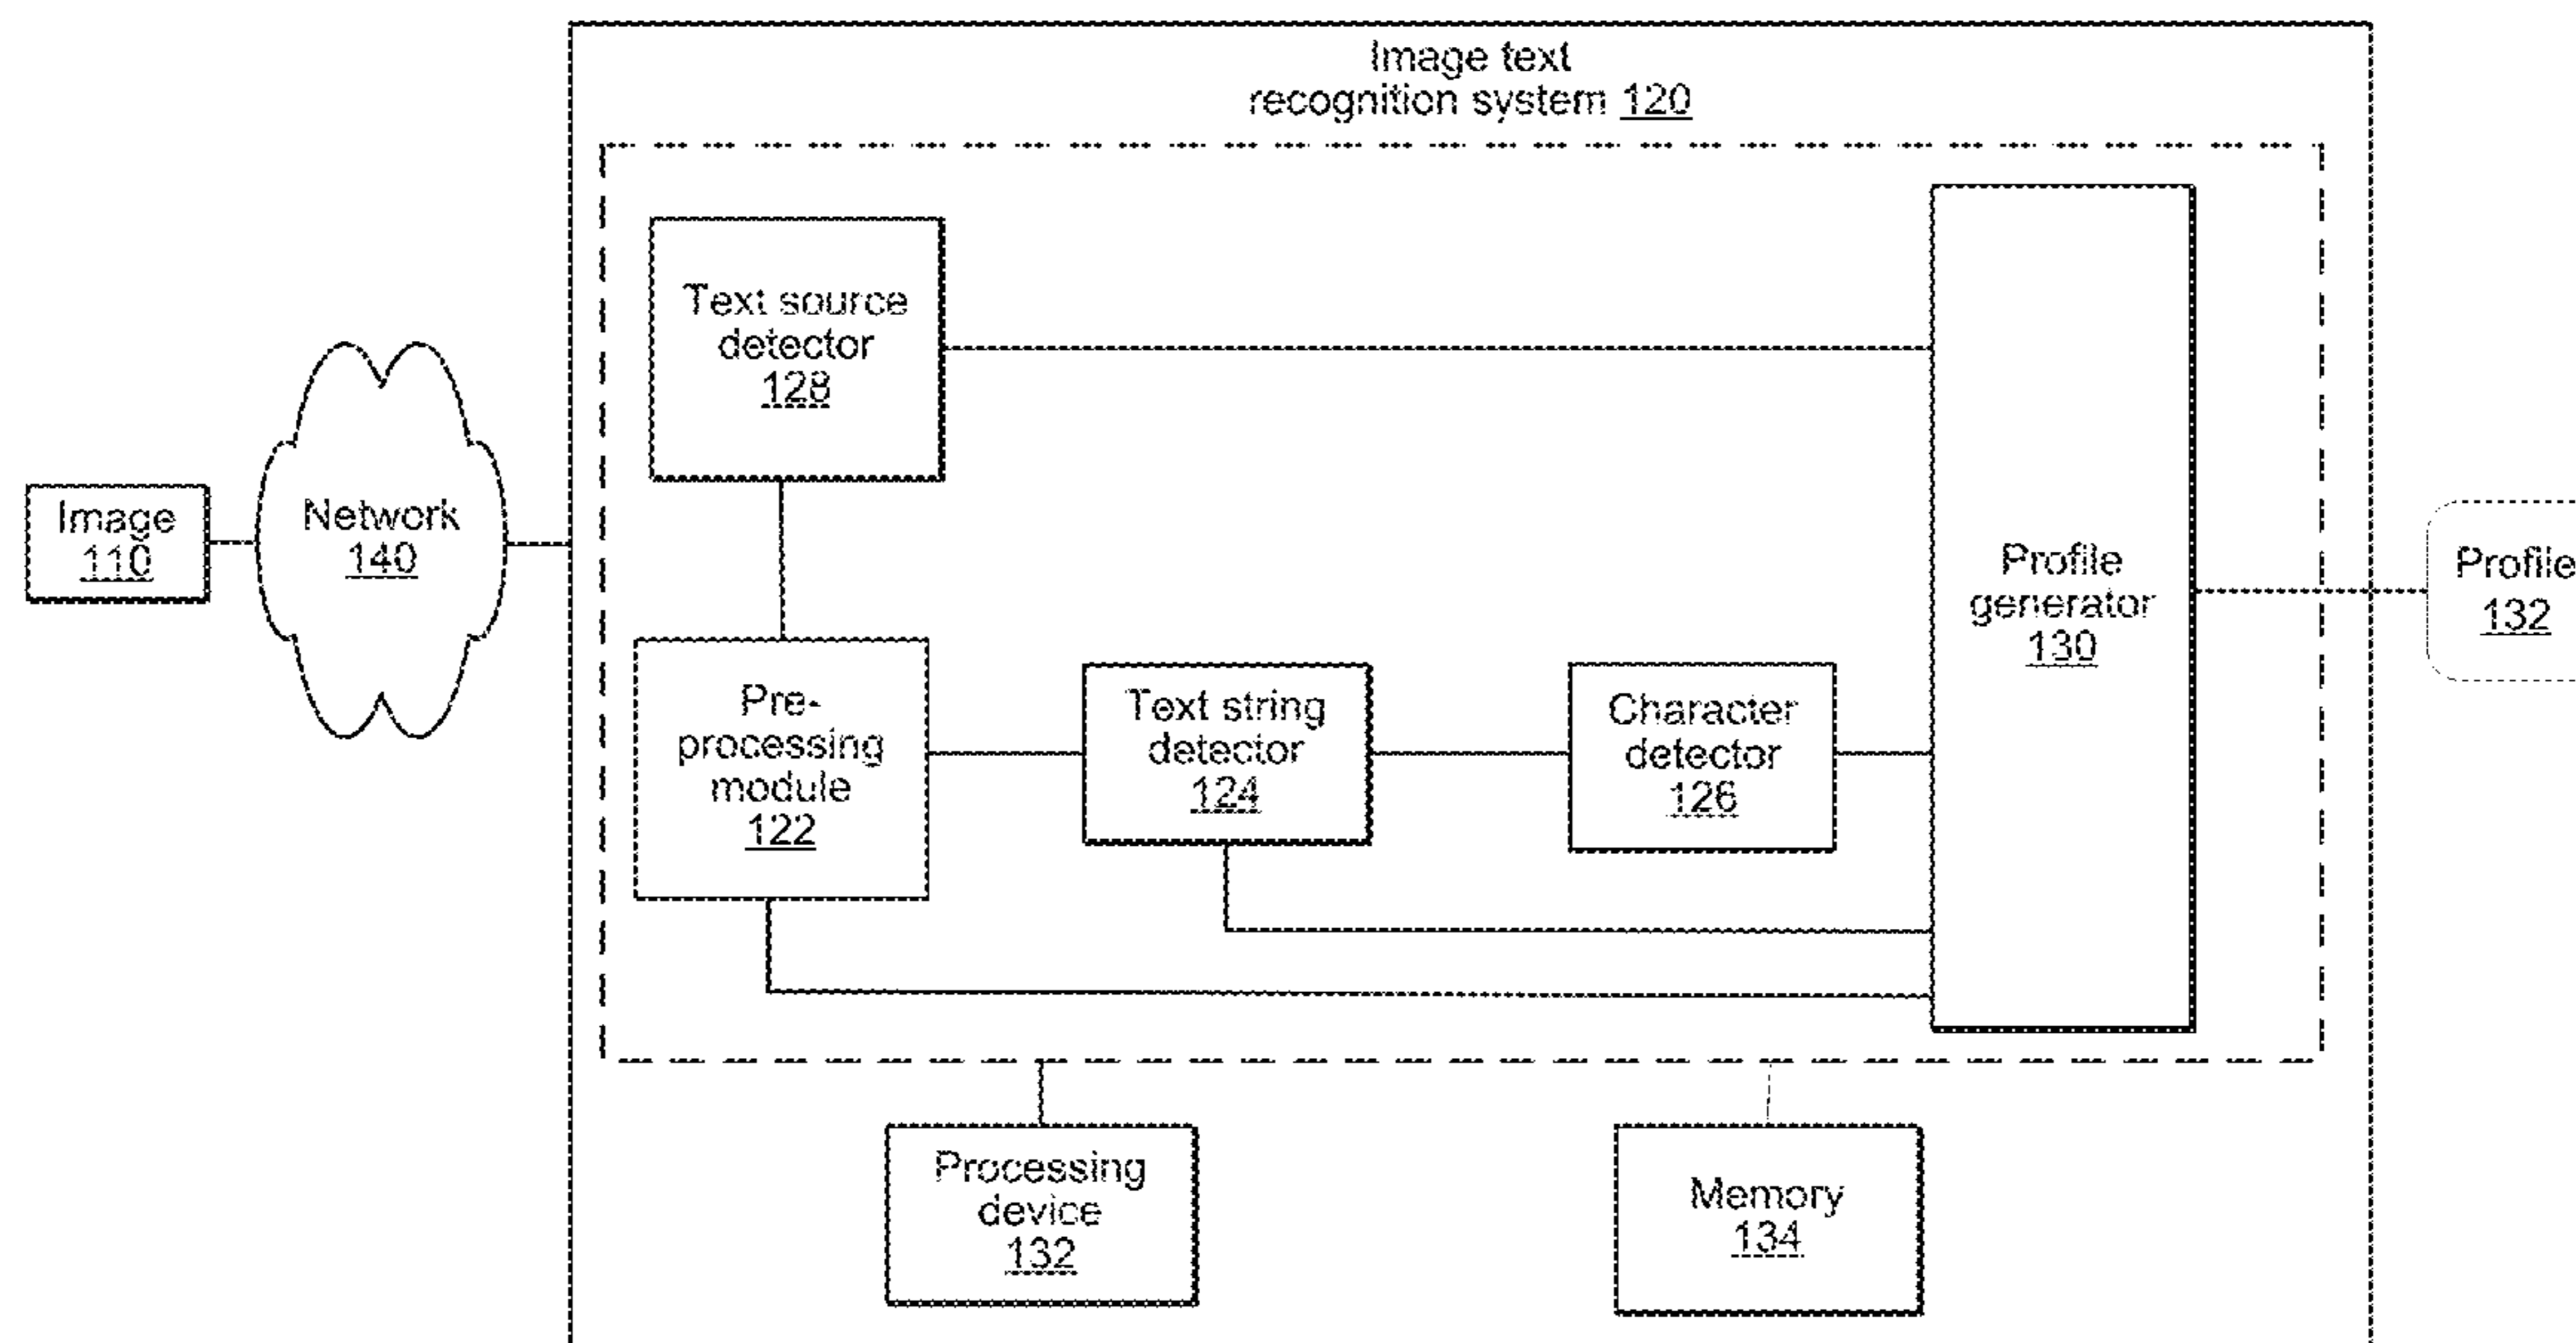 Image text
recognition system 120
Text source
detector
128
Image
110
Network
140
Profile
generator
130
Profile
132
Pre-
processing
module
122
Text string
detector
124
Character
detector
126
Processing
device
132
Memory
134